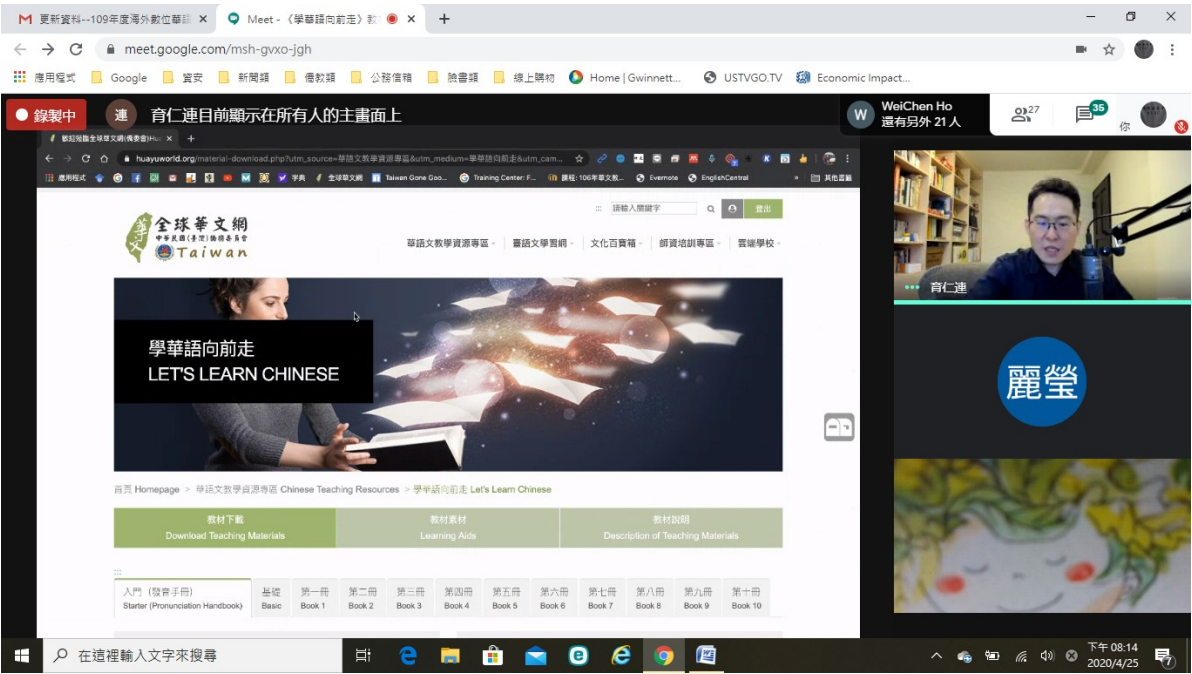 更新資料--109年度海外數位華語
Meet - 《學華語向前走》教
meet.google.com/msh-gvxo-jgh
應用程式 Google 資安 新聞類 僑教類 公務信箱 臉書類 線上購物 Home | Gwinnett... USTVGO.TV Economic Impact...
錄製中 連 育仁連目前顯示在所有人的主畫面上
W WeiChen Ho
還有另外 21 人
27 35 你
huayuworld.org/material-download.php?utm_source=華語文教學資源專區&utm_medium=學華語向前走&utm_cam...
應用程式 字典 全球華文網 Taiwan Gone Goo... Training Center: F... 課程:106年華文教... Evernote EnglishCentral » 其他書籤
請輸入關鍵字 登出
全球華文網
中華民國(臺灣)僑務委員會
Taiwan
華語文教學資源專區 臺語文學習網 文化百寶箱 師資培訓專區 雲端學校
學華語向前走
LET'S LEARN CHINESE
育仁連
麗瑩
首頁 Homepage > 華語文教學資源專區 Chinese Teaching Resources > 學華語向前走 Let's Learn Chinese
教材下載 教材素材 教材說明
Download Teaching Materials Learning Aids Description of Teaching Materials
入門 (發音手冊) 基礎 第一冊 第二冊 第三冊 第四冊 第五冊 第六冊 第七冊 第八冊 第九冊 第十冊
Starter (Pronunciation Handbook) Basic Book 1 Book 2 Book 3 Book 4 Book 5 Book 6 Book 7 Book 8 Book 9 Book 10
在這裡輸入文字來搜尋
下午 08:14
2020/4/25
7